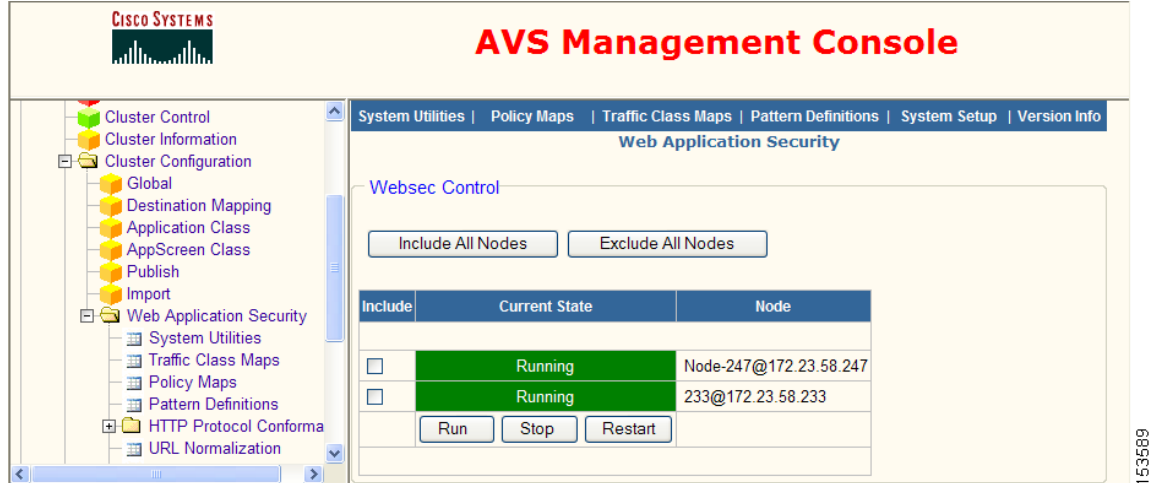 CISCO SYSTEMS
AVS Management Console
Cluster Control
Cluster Information
Cluster Configuration
Global
Destination Mapping
Application Class
AppScreen Class
Publish
Import
Web Application Security
System Utilities
Traffic Class Maps
Policy Maps
Pattern Definitions
HTTP Protocol Conforma
URL Normalization
System Utilities | Policy Maps | Traffic Class Maps | Pattern Definitions | System Setup | Version Info
Web Application Security
Websec Control
Include All Nodes Exclude All Nodes
Include Current State Node
Running Node-247@172.23.58.247
Running 233@172.23.58.233
Run Stop Restart
153589